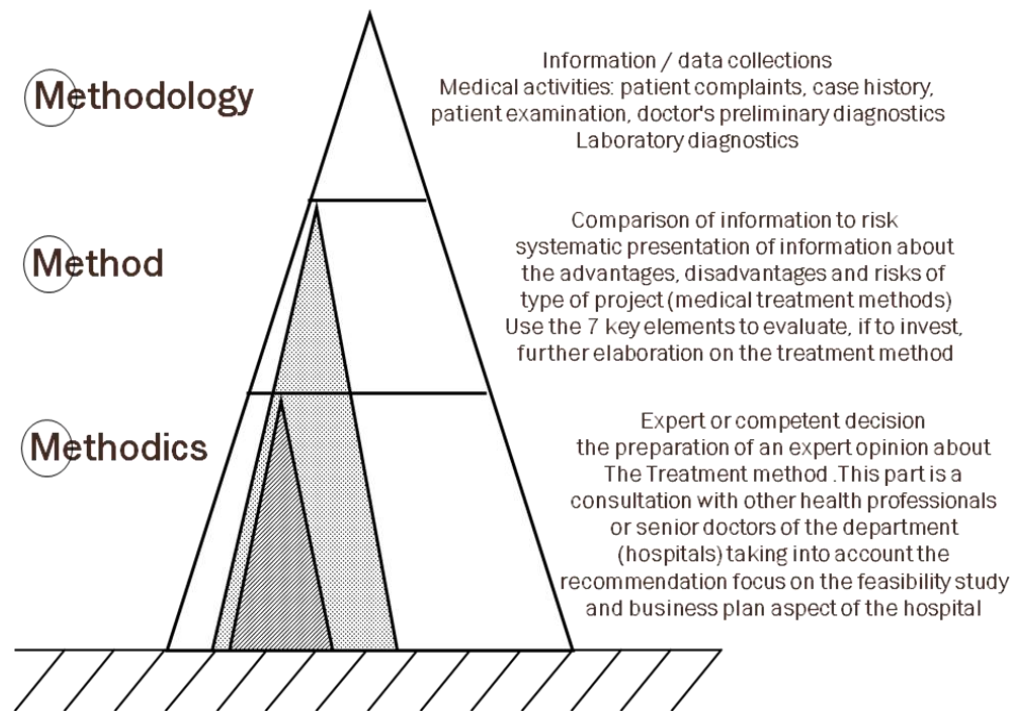 Methodology
Information / data collections
Medical activities: patient complaints, case history,
patient examination, doctor's preliminary diagnostics
Laboratory diagnostics
Method
Comparison of information to risk
systematic presentation of information about
the advantages, disadvantages and risks of
type of project (medical treatment methods)
Use the 7 key elements to evaluate, if to invest,
further elaboration on the treatment method
Methodics
Expert or competent decision
the preparation of an expert opinion about
The Treatment method .This part is a
consultation with other health professionals
or senior doctors of the department
(hospitals) taking into account the
recommendation focus on the feasibility study
and business plan aspect of the hospital